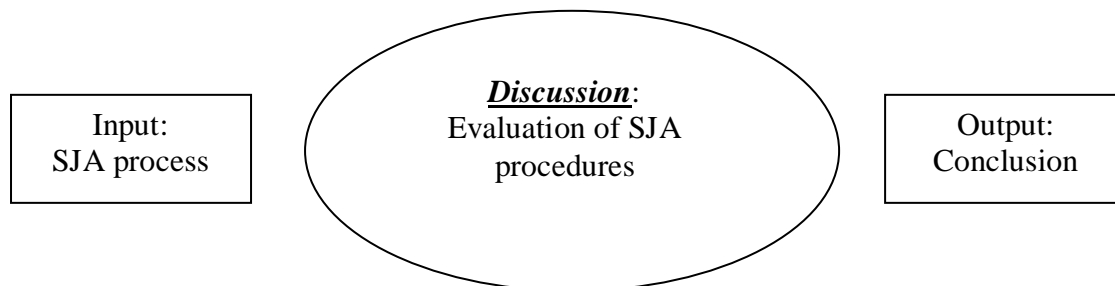 Input:
SJA process
Discussion:
Evaluation of SJA
procedures
Output:
Conclusion